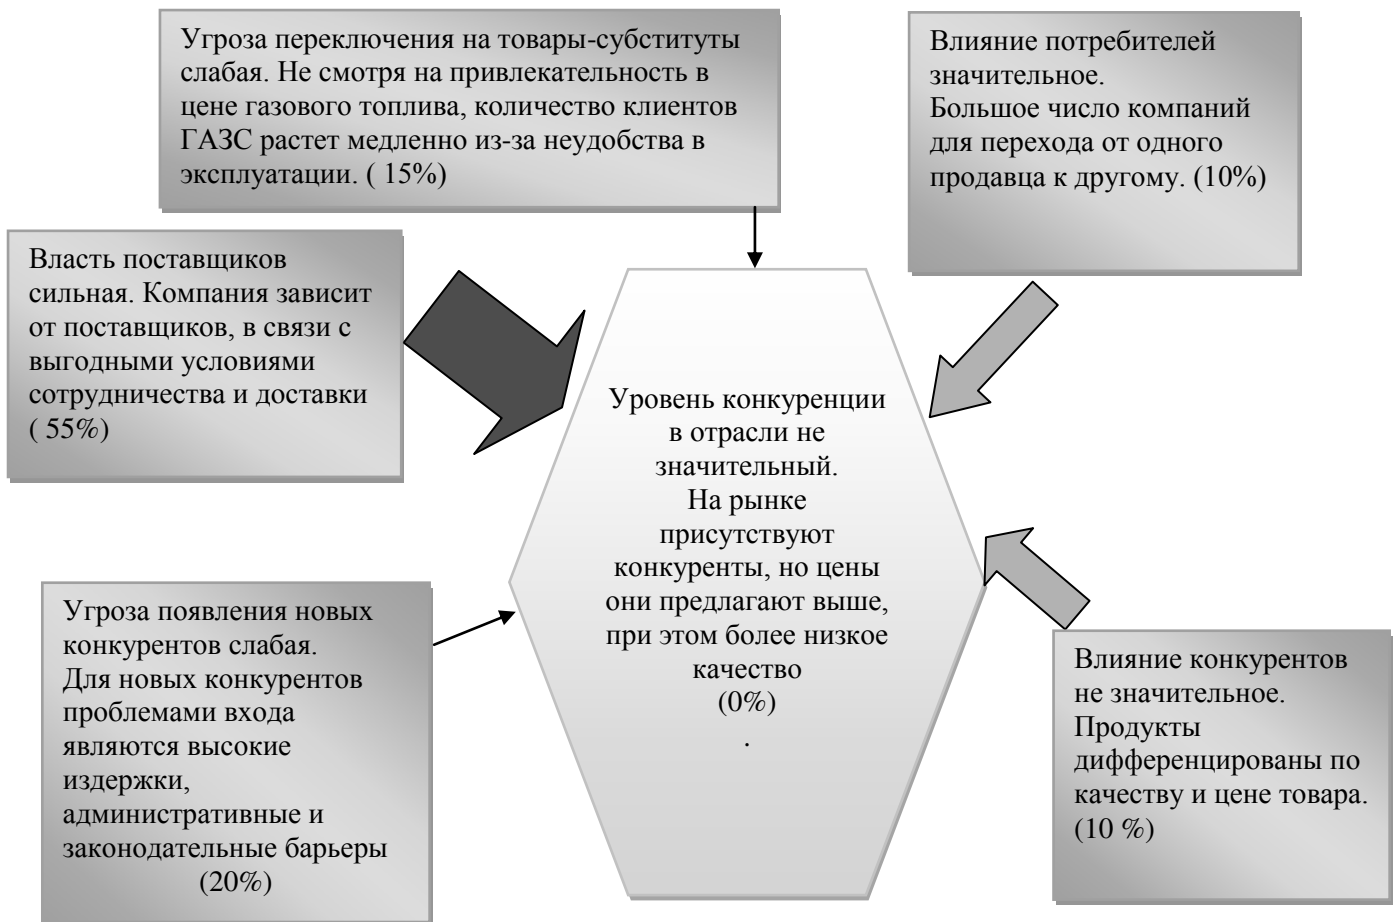 Угроза переключения на товары-субституты
слабая. Не смотря на привлекательность в
цене газового топлива, количество клиентов
ГАЗС растет медленно из-за неудобства в
эксплуатации. ( 15%)
Влияние потребителей
значительное.
Большое число компаний
для перехода от одного
продавца к другому. (10%)
Власть поставщиков
сильная. Компания зависит
от поставщиков, в связи с
выгодными условиями
сотрудничества и доставки
( 55%)
Уровень конкуренции
в отрасли не
значительный.
На рынке
присутствуют
конкуренты, но цены
они предлагают выше,
при этом более низкое
качество
(0%)
.
Угроза появления новых
конкурентов слабая.
Для новых конкурентов
проблемами входа
являются высокие
издержки,
административные и
законодательные барьеры
(20%)
Влияние конкурентов
не значительное.
Продукты
дифференцированы по
качеству и цене товара.
(10 %)